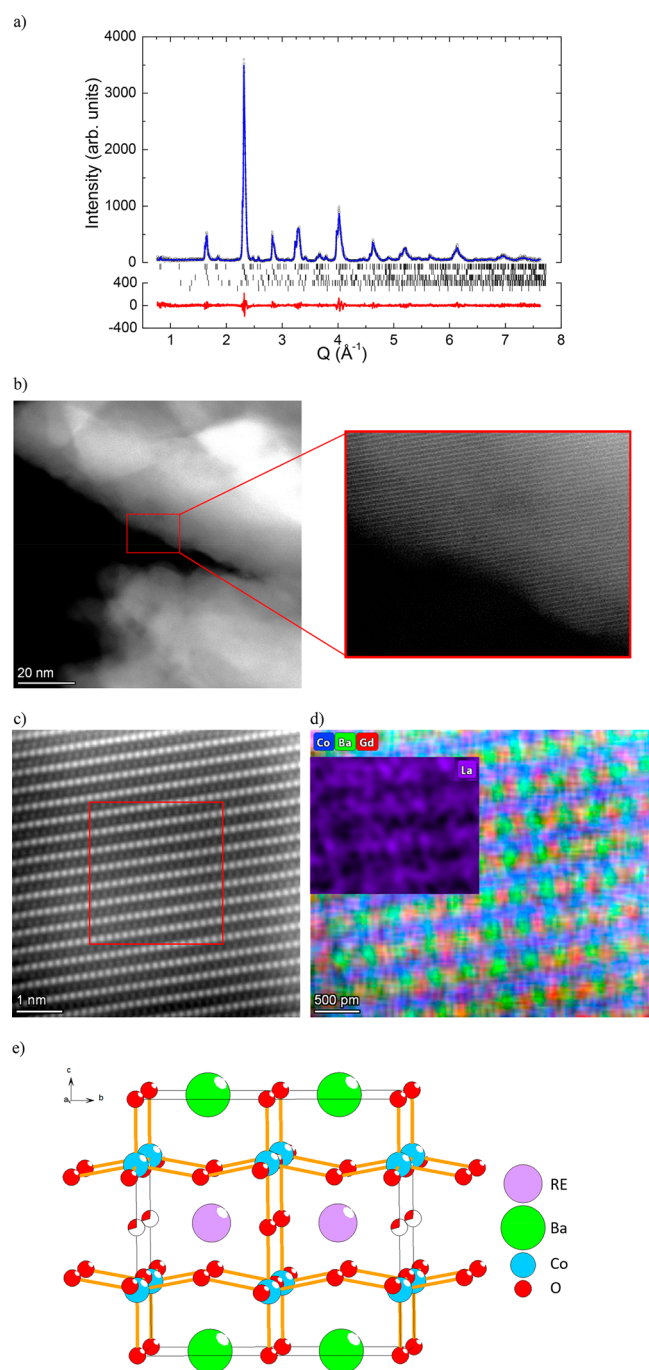 a)
4000
3000
2000
1000
0
400
0
-400
Intensity (arb. units)
1 2 3 4 5 6 7 8
Q (Å⁻¹)
b)
20 nm
c)
1 nm
d)
Co Ba Gd
La
500 pm
e)
c
a b
RE
Ba
Co
O